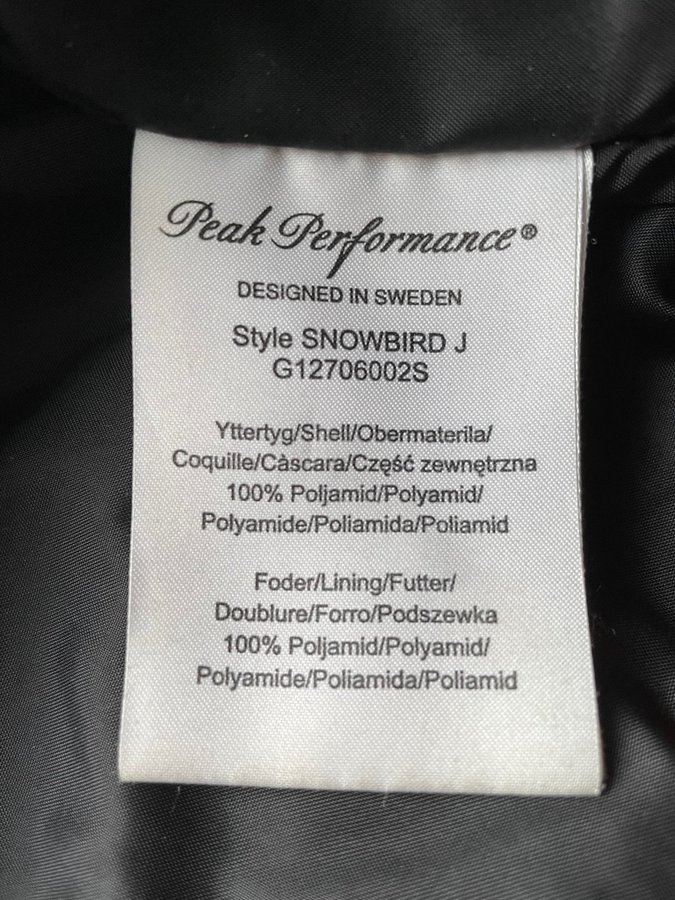 Peak Performance®
DESIGNED IN SWEDEN
Style SNOWBIRD J
G12706002S
Yttertyg/Shell/Obermaterila/
Coquille/Càscara/Część zewnętrzna
100% Poljamid/Polyamid/
Polyamide/Poliamida/Poliamid
Foder/Lining/Futter/
Doublure/Forro/Podszewka
100% Poljamid/Polyamid/
Polyamide/Poliamida/Poliamid